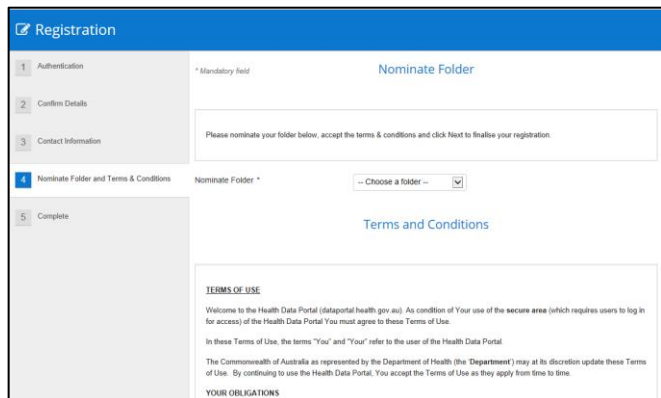 Registration
1 Authentication
2 Confirm Details
3 Contact Information
4 Nominate Folder and Terms & Conditions
5 Complete
* Mandatory field
Nominate Folder
Please nominate your folder below, accept the terms & conditions and click Next to finalise your registration.
Nominate Folder *
-- Choose a folder --
Terms and Conditions
TERMS OF USE
Welcome to the Health Data Portal (dataportal.health.gov.au). As condition of Your use of the secure area (which requires users to log in
for access) of the Health Data Portal You must agree to these Terms of Use.
In these Terms of Use, the terms "You" and "Your" refer to the user of the Health Data Portal.
The Commonwealth of Australia as represented by the Department of Health (the 'Department') may at its discretion update these Terms
of Use. By continuing to use the Health Data Portal, You accept the Terms of Use as they apply from time to time.
YOUR OBLIGATIONS